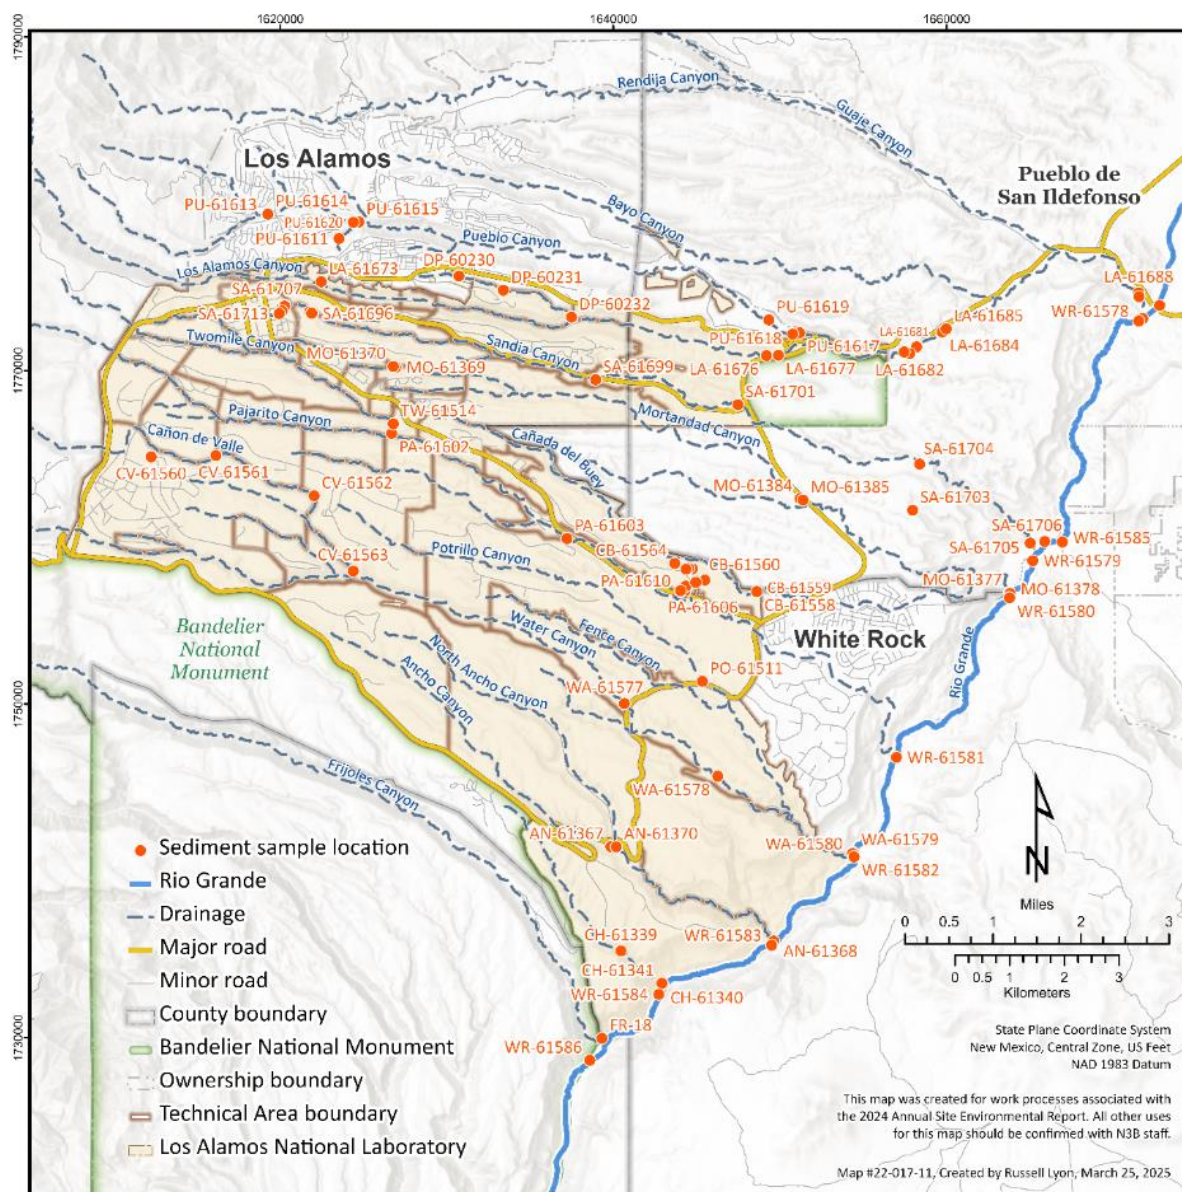 1620000
1640000
1660000
1790000
1770000
1750000
1730000
Rendija Canyon
Guaje Canyon
Los Alamos
Pueblo de
San Ildefonso
PU-61613
PU-61614
PU-61615
PU-61620
PU-61611
Bayo Canyon
Pueblo Canyon
DP-60230
Los Alamos Canyon
LA-61673
DP-60231
LA-61688
SA-61707
DP-60232
PU-61619
LA-61685
WR-61578
SA-61713
SA-61696
LA-61681
Twomile Canyon
Sandia Canyon
PU-61618
PU-61617
LA-61684
MO-61370
MO-61369
SA-61699
LA-61676
LA-61677
LA-61682
SA-61701
Pajarito Canyon
TW-61514
Mortandad Canyon
Cañon de Valle
PA-61602
Cañada del Buey
SA-61704
CV-61560
CV-61561
CV-61562
MO-61384
MO-61385
SA-61703
PA-61603
SA-61706
WR-61585
CB-61564
SA-61705
WR-61579
Potrillo Canyon
CV-61563
CB-61560
PA-61610
CB-61559
MO-61377
MO-61378
PA-61606
CB-61558
WR-61580
Bandelier
National
Monument
Water Canyon
Fence Canyon
White Rock
North Ancho Canyon
Ancho Canyon
PO-61511
Rio Grande
WA-61577
WR-61581
Frijoles Canyon
WA-61578
AN-61367
AN-61370
WA-61580
WA-61579
WR-61582
N
Miles
0 0.5 1 2 3
0 0.5 1 2 3
Kilometers
CH-61339
WR-61583
AN-61368
CH-61341
WR-61584
CH-61340
FR-18
WR-61586
Sediment sample location
Rio Grande
Drainage
Major road
Minor road
County boundary
Bandelier National Monument
Ownership boundary
Technical Area boundary
Los Alamos National Laboratory
State Plane Coordinate System
New Mexico, Central Zone, US Feet
NAD 1983 Datum
This map was created for work processes associated with
the 2024 Annual Site Environmental Report. All other uses
for this map should be confirmed with N3B staff.
Map #22-017-11, Created by Russell Lyon, March 25, 2025